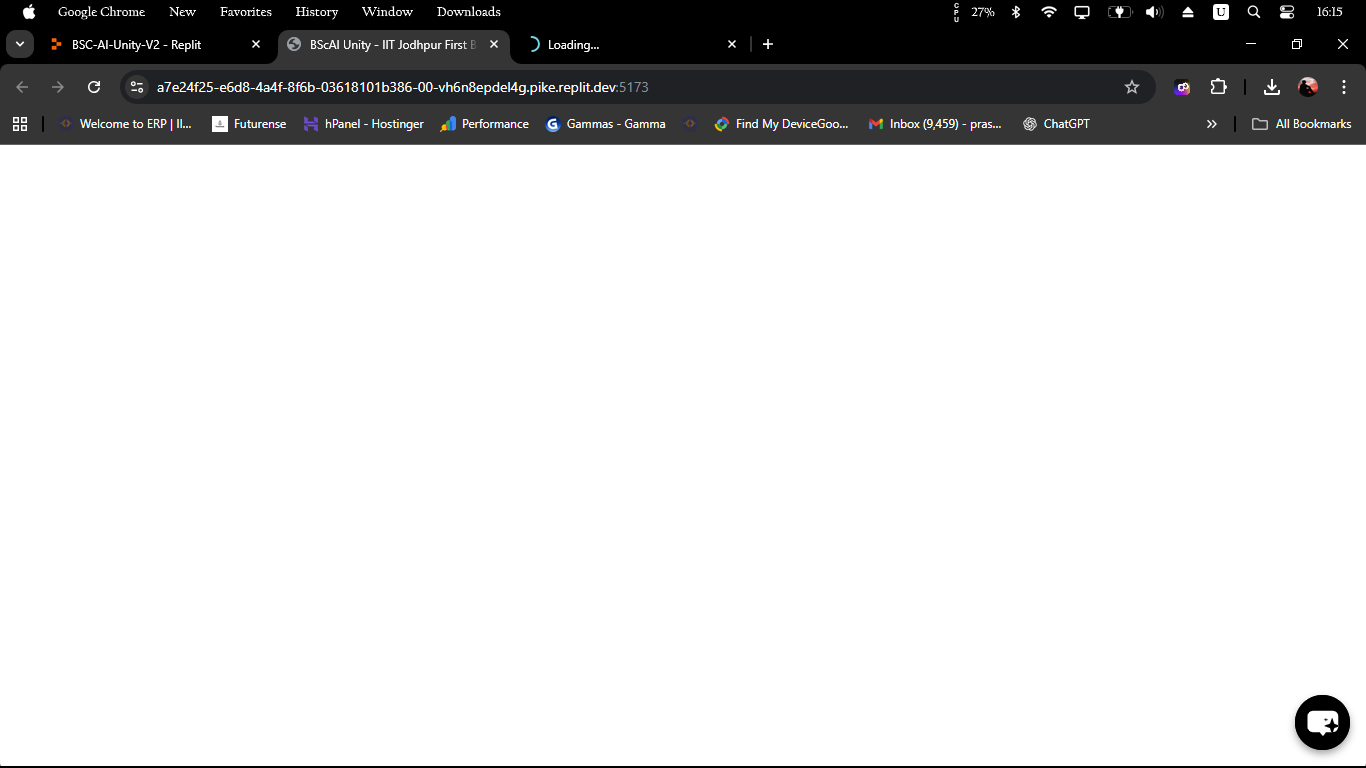 Google Chrome New Favorites History Window Downloads CPU 27% U 16:15
BSC-AI-Unity-V2 - Replit BScAI Unity - IIT Jodhpur First B Loading...
a7e24f25-e6d8-4a4f-8f6b-03618101b386-00-vh6n8epdel4g.pike.replit.dev:5173
Welcome to ERP | II... Futurense hPanel - Hostinger Performance Gammas - Gamma Find My DeviceGoo... Inbox (9,459) - pras... ChatGPT » All Bookmarks